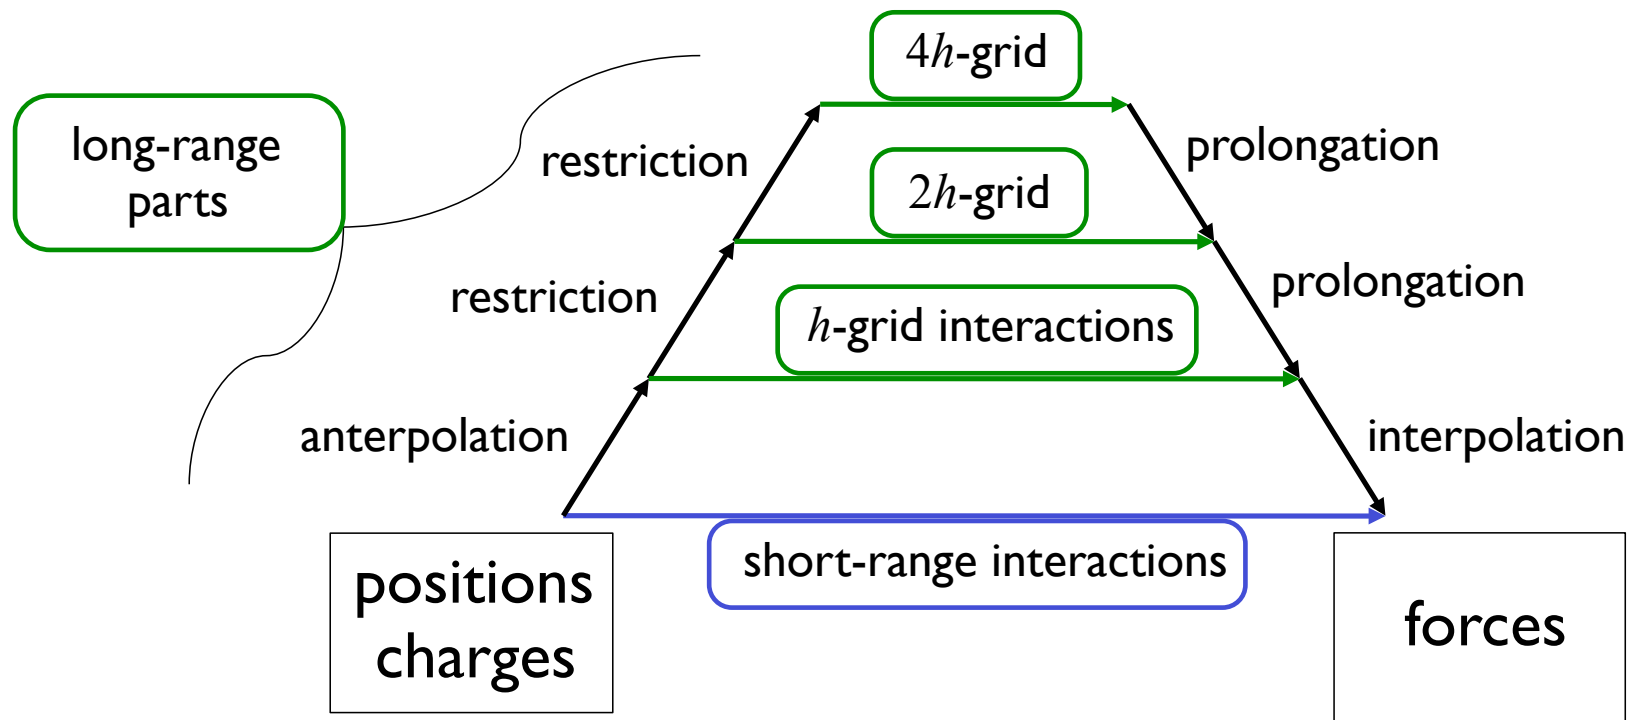 4h-grid
long-range
parts
restriction
prolongation
2h-grid
restriction
prolongation
h-grid interactions
anterpolation
interpolation
short-range interactions
positions
charges
forces